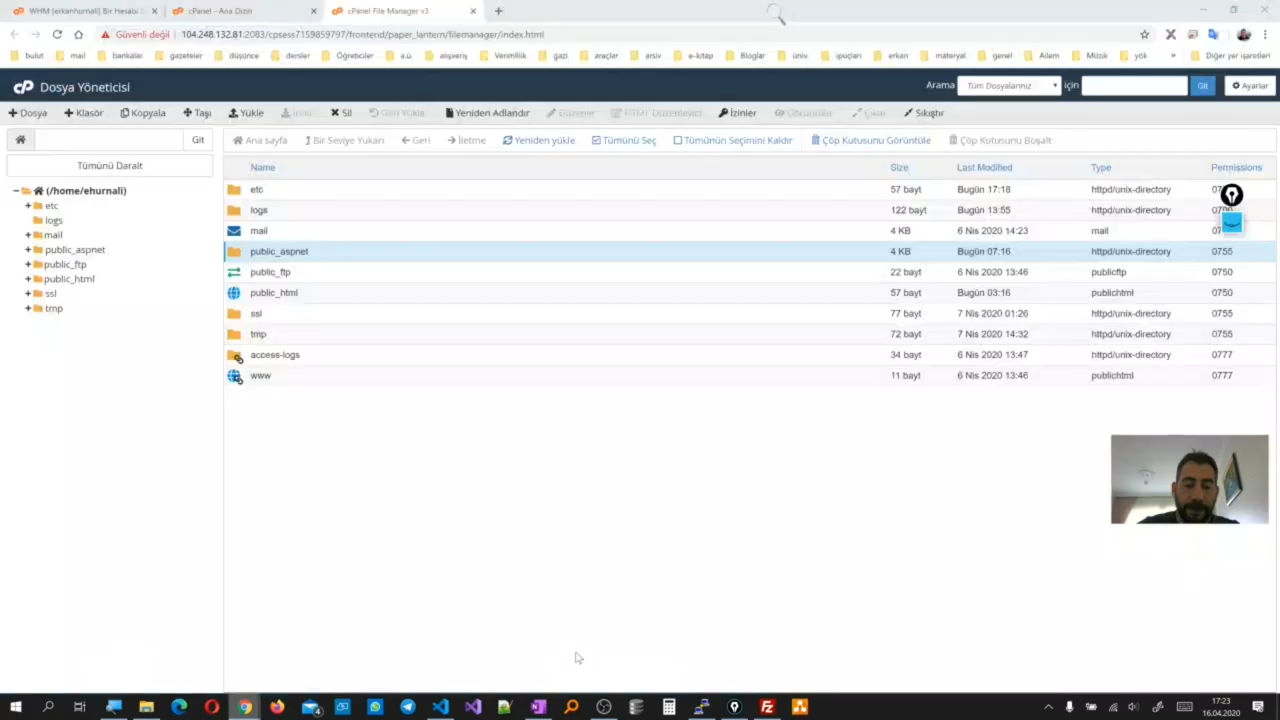 WHM [erkanhurnali] Bir Hesabı S
cPanel - Ana Dizin
cPanel File Manager v3
Güvenli değil
104.248.132.81:2083/cpsess7159859797/frontend/paper_lantern/filemanager/index.html
bulut mail bankalar gazeteler düşünce dersler Öğreticiler a.ü. alışveriş Verimlilik gazi araçlar arsiv e-kitap Bloglar üniv. ipuçları erkan materyal genel Ailem Müzik yök » Diğer yer işaretleri
cP Dosya Yöneticisi
Arama Tüm Dosyalarınız için Git Ayarlar
Dosya Klasör Kopyala Taşı Yükle İndir Sil Geri Yükle Yeniden Adlandır Düzenle HTML Düzenleyici İzinler Görüntüle Çıkar Sıkıştır
Git Ana sayfa Bir Seviye Yukarı Geri İletme Yeniden yükle Tümünü Seç Tümünün Seçimini Kaldır Çöp Kutusunu Görüntüle Çöp Kutusunu Boşalt
Tümünü Daralt
(/home/ehurnali)
etc
logs
mail
public_aspnet
public_ftp
public_html
ssl
tmp
Name Size Last Modified Type Permissions
etc 57 bayt Bugün 17:18 httpd/unix-directory
logs 122 bayt Bugün 13:55 httpd/unix-directory
mail 4 KB 6 Nis 2020 14:23 mail
public_aspnet 4 KB Bugün 07:16 httpd/unix-directory 0755
public_ftp 22 bayt 6 Nis 2020 13:46 publicftp 0750
public_html 57 bayt Bugün 03:16 publichtml 0750
ssl 77 bayt 7 Nis 2020 01:26 httpd/unix-directory 0755
tmp 72 bayt 7 Nis 2020 14:32 httpd/unix-directory 0755
access-logs 34 bayt 6 Nis 2020 13:47 httpd/unix-directory 0777
www 11 bayt 6 Nis 2020 13:46 publichtml 0777
17:23
16.04.2020